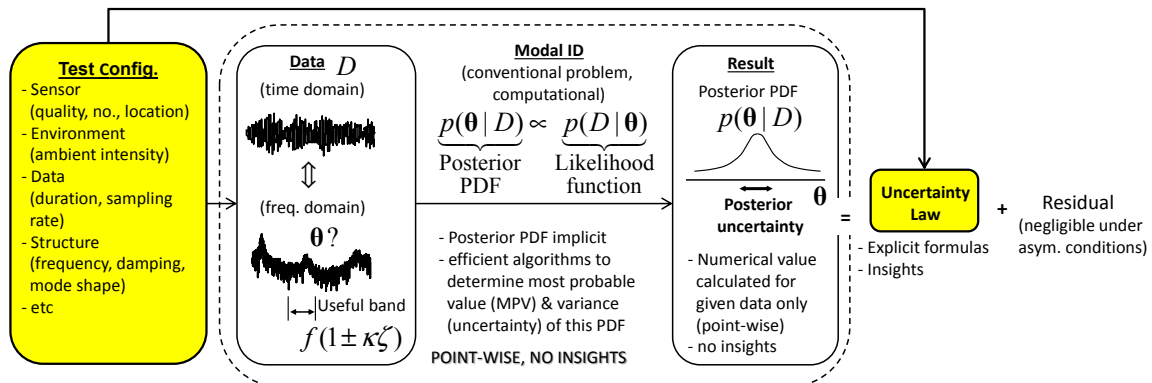 Test Config.
- Sensor
(quality, no., location)
- Environment
(ambient intensity)
- Data
(duration, sampling
rate)
- Structure
(frequency, damping,
mode shape)
- etc
Data D
(time domain)
⇕
(freq. domain)
θ?
Useful band
f(1± κζ)
Modal ID
(conventional problem,
computational)
p(θ | D) ∝ p(D | θ)
Posterior Likelihood
PDF function
- Posterior PDF implicit
- efficient algorithms to
determine most probable
value (MPV) & variance
(uncertainty) of this PDF
POINT-WISE, NO INSIGHTS
Result
Posterior PDF
p(θ | D)
θ
Posterior
uncertainty
- Numerical value
calculated for
given data only
(point-wise)
- no insights
=
Uncertainty
Law
- Explicit formulas
- Insights
+
Residual
(negligible under
asym. conditions)